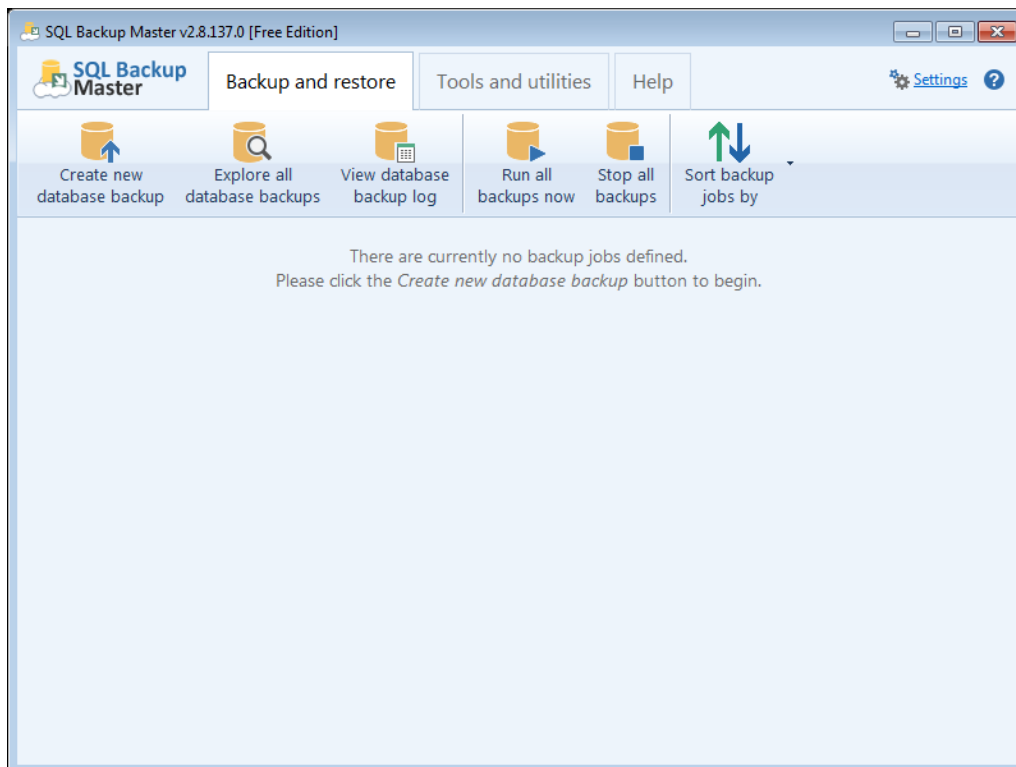 SQL Backup Master v2.8.137.0 [Free Edition]
SQL Backup
Master
Backup and restore
Tools and utilities
Help
Settings
?
Create new
database backup
Explore all
database backups
View database
backup log
Run all
backups now
Stop all
backups
Sort backup
jobs by
There are currently no backup jobs defined.
Please click the Create new database backup button to begin.